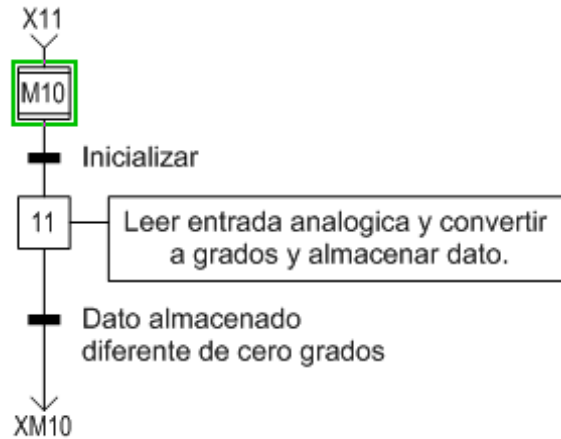 X11
M10
Inicializar
11
Leer entrada analogica y convertir
a grados y almacenar dato.
Dato almacenado
diferente de cero grados
XM10